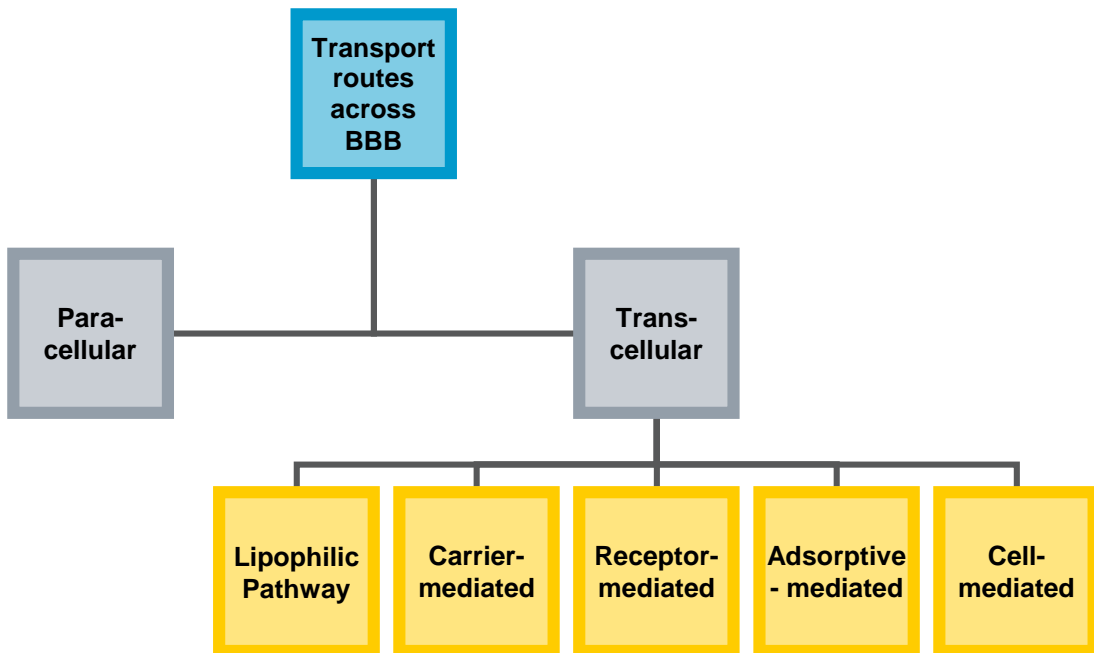 Transport
routes
across
BBB
Para-
cellular
Trans-
cellular
Lipophilic
Pathway
Carrier-
mediated
Receptor-
mediated
Adsorptive
- mediated
Cell-
mediated